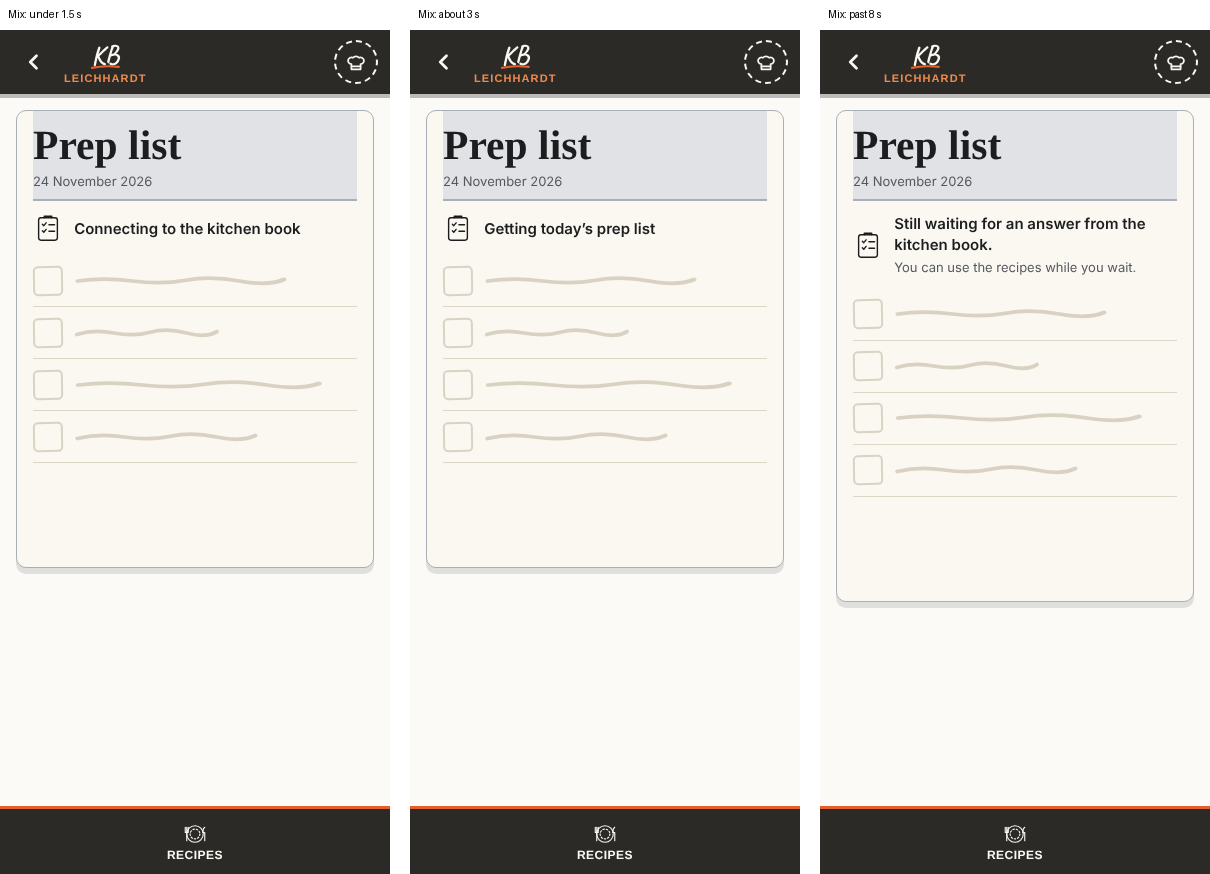 Mix: under 1.5 s
KB
LEICHHARDT
Prep list
24 November 2026
Connecting to the kitchen book
RECIPES
Mix: about 3 s
KB
LEICHHARDT
Prep list
24 November 2026
Getting today’s prep list
RECIPES
Mix: past 8 s
KB
LEICHHARDT
Prep list
24 November 2026
Still waiting for an answer from the
kitchen book.
You can use the recipes while you wait.
RECIPES